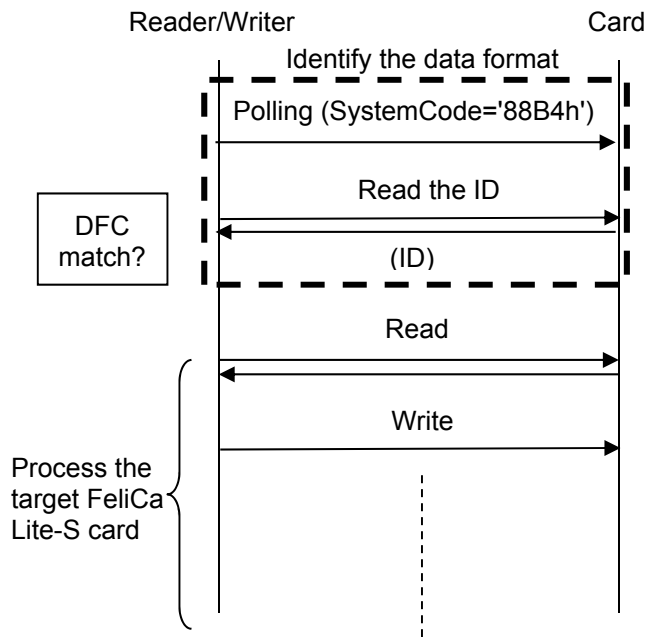 Reader/Writer
Card
Identify the data format
Polling (SystemCode='88B4h')
Read the ID
DFC
match?
(ID)
Read
Write
Process the
target FeliCa
Lite-S card